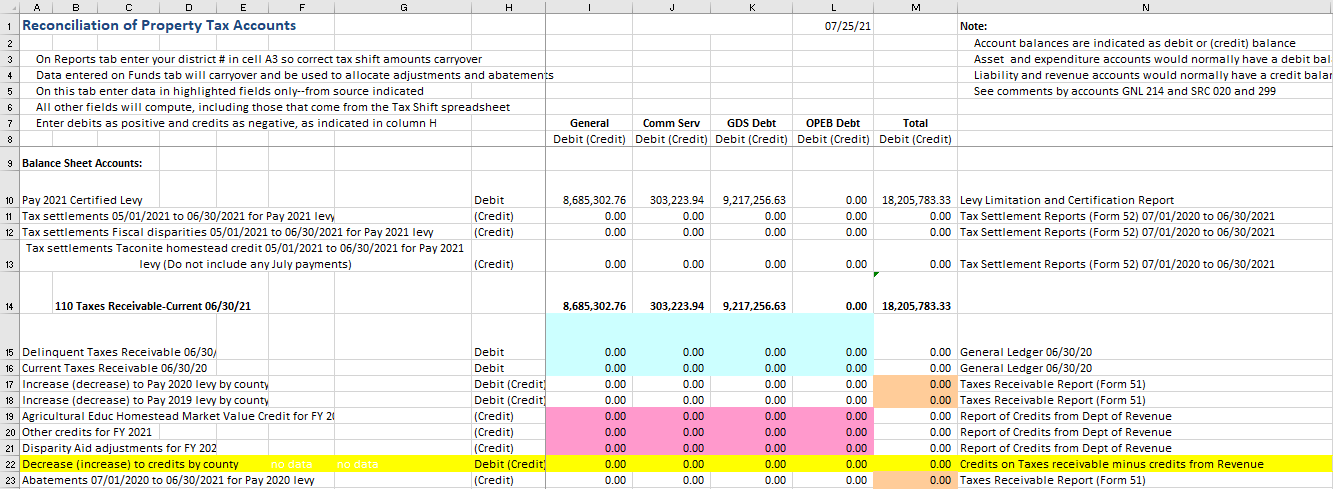 A B C D E F G H I J K L M N
1 Reconciliation of Property Tax Accounts 07/25/21 Note:
2 Account balances are indicated as debit or (credit) balance
3 On Reports tab enter your district # in cell A3 so correct tax shift amounts carryover Asset and expenditure accounts would normally have a debit bal
4 Data entered on Funds tab will carryover and be used to allocate adjustments and abatements Liability and revenue accounts would normally have a credit balan
5 On this tab enter data in highlighted fields only--from source indicated See comments by accounts GNL 214 and SRC 020 and 299
6 All other fields will compute, including those that come from the Tax Shift spreadsheet
7 Enter debits as positive and credits as negative, as indicated in column H General Comm Serv GDS Debt OPEB Debt Total
8 Debit (Credit) Debit (Credit) Debit (Credit) Debit (Credit) Debit (Credit)
9 Balance Sheet Accounts:
10 Pay 2021 Certified Levy Debit 8,685,302.76 303,223.94 9,217,256.63 0.00 18,205,783.33 Levy Limitation and Certification Report
11 Tax settlements 05/01/2021 to 06/30/2021 for Pay 2021 levy (Credit) 0.00 0.00 0.00 0.00 0.00 Tax Settlement Reports (Form 52) 07/01/2020 to 06/30/2021
12 Tax settlements Fiscal disparities 05/01/2021 to 06/30/2021 for Pay 2021 levy (Credit) 0.00 0.00 0.00 0.00 0.00 Tax Settlement Reports (Form 52) 07/01/2020 to 06/30/2021
Tax settlements Taconite homestead credit 05/01/2021 to 06/30/2021 for Pay 2021
13 levy (Do not include any July payments) (Credit) 0.00 0.00 0.00 0.00 0.00 Tax Settlement Reports (Form 52) 07/01/2020 to 06/30/2021
14 110 Taxes Receivable-Current 06/30/21 8,685,302.76 303,223.94 9,217,256.63 0.00 18,205,783.33
15 Delinquent Taxes Receivable 06/30/ Debit 0.00 0.00 0.00 0.00 0.00 General Ledger 06/30/20
16 Current Taxes Receivable 06/30/20 Debit 0.00 0.00 0.00 0.00 0.00 General Ledger 06/30/20
17 Increase (decrease) to Pay 2020 levy by county Debit (Credit) 0.00 0.00 0.00 0.00 0.00 Taxes Receivable Report (Form 51)
18 Increase (decrease) to Pay 2019 levy by county Debit (Credit) 0.00 0.00 0.00 0.00 0.00 Taxes Receivable Report (Form 51)
19 Agricultural Educ Homestead Market Value Credit for FY 20 (Credit) 0.00 0.00 0.00 0.00 0.00 Report of Credits from Dept of Revenue
20 Other credits for FY 2021 (Credit) 0.00 0.00 0.00 0.00 0.00 Report of Credits from Dept of Revenue
21 Disparity Aid adjustments for FY 202 (Credit) 0.00 0.00 0.00 0.00 0.00 Report of Credits from Dept of Revenue
22 Decrease (increase) to credits by county no data no data Debit (Credit) 0.00 0.00 0.00 0.00 0.00 Credits on Taxes receivable minus credits from Revenue
23 Abatements 07/01/2020 to 06/30/2021 for Pay 2020 levy (Credit) 0.00 0.00 0.00 0.00 0.00 Taxes Receivable Report (Form 51)